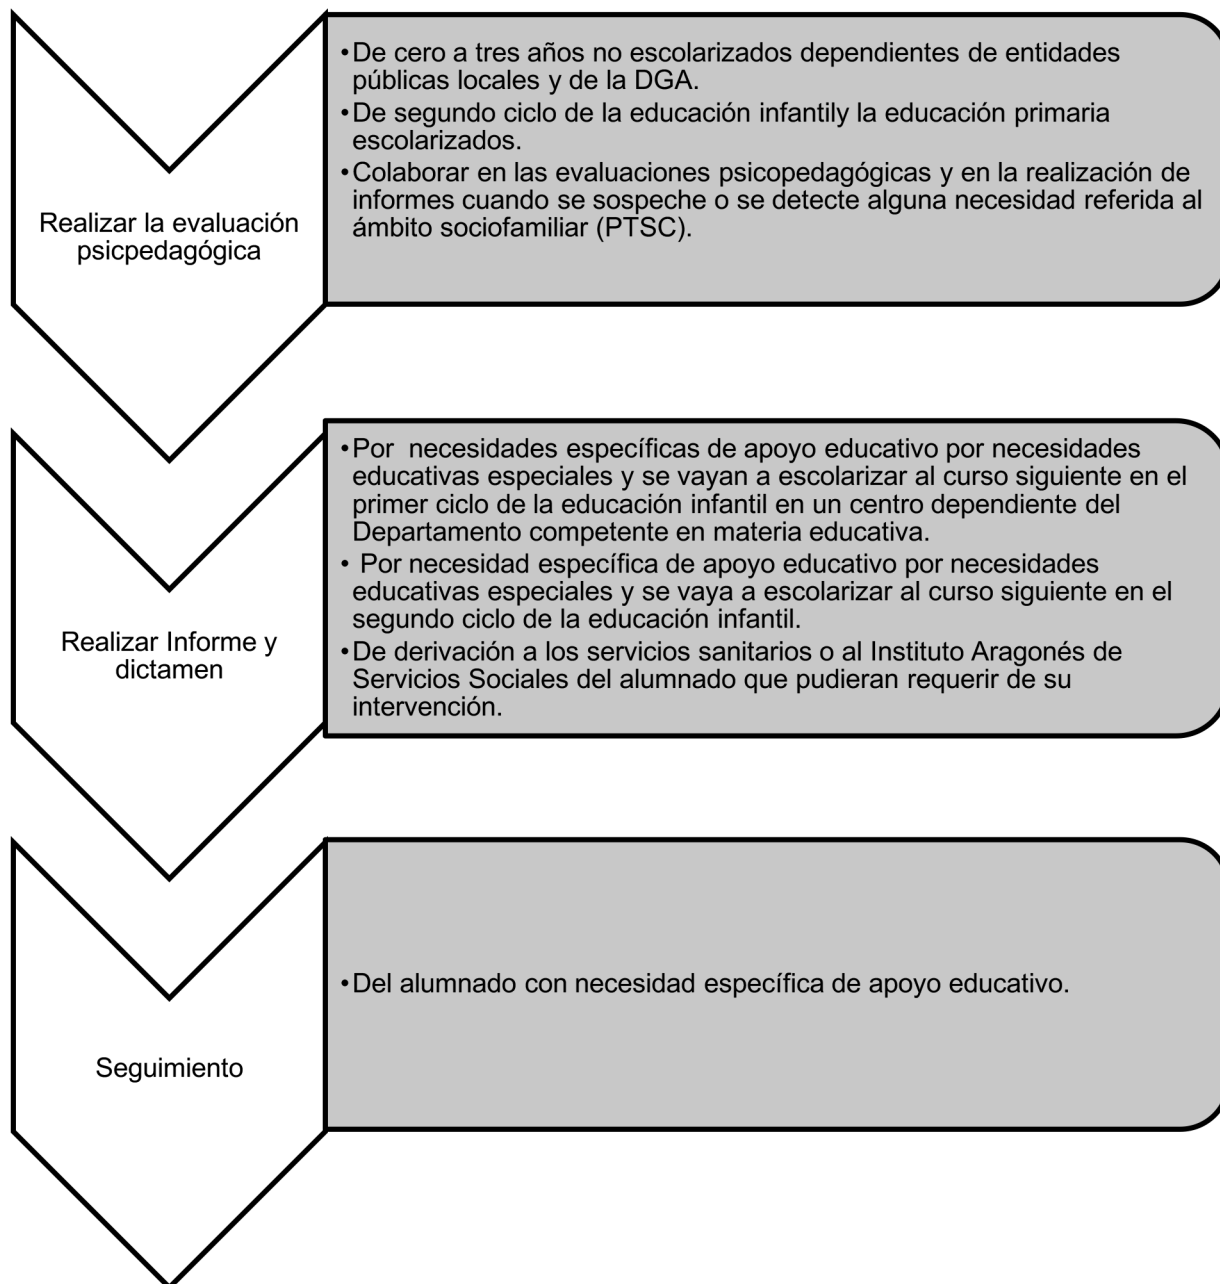 •De cero a tres años no escolarizados dependientes de entidades
públicas locales y de la DGA.
•De segundo ciclo de la educación infantily la educación primaria
escolarizados.
•Colaborar en las evaluaciones psicopedagógicas y en la realización de
informes cuando se sospeche o se detecte alguna necesidad referida al
ámbito sociofamiliar (PTSC).
Realizar la evaluación
psicpedagógica
•Por  necesidades específicas de apoyo educativo por necesidades
educativas especiales y se vayan a escolarizar al curso siguiente en el
primer ciclo de la educación infantil en un centro dependiente del
Departamento competente en materia educativa.
• Por necesidad específica de apoyo educativo por necesidades
educativas especiales y se vaya a escolarizar al curso siguiente en el
segundo ciclo de la educación infantil.
•De derivación a los servicios sanitarios o al Instituto Aragonés de
Servicios Sociales del alumnado que pudieran requerir de su
intervención.
Realizar Informe y
dictamen
•Del alumnado con necesidad específica de apoyo educativo.
Seguimiento